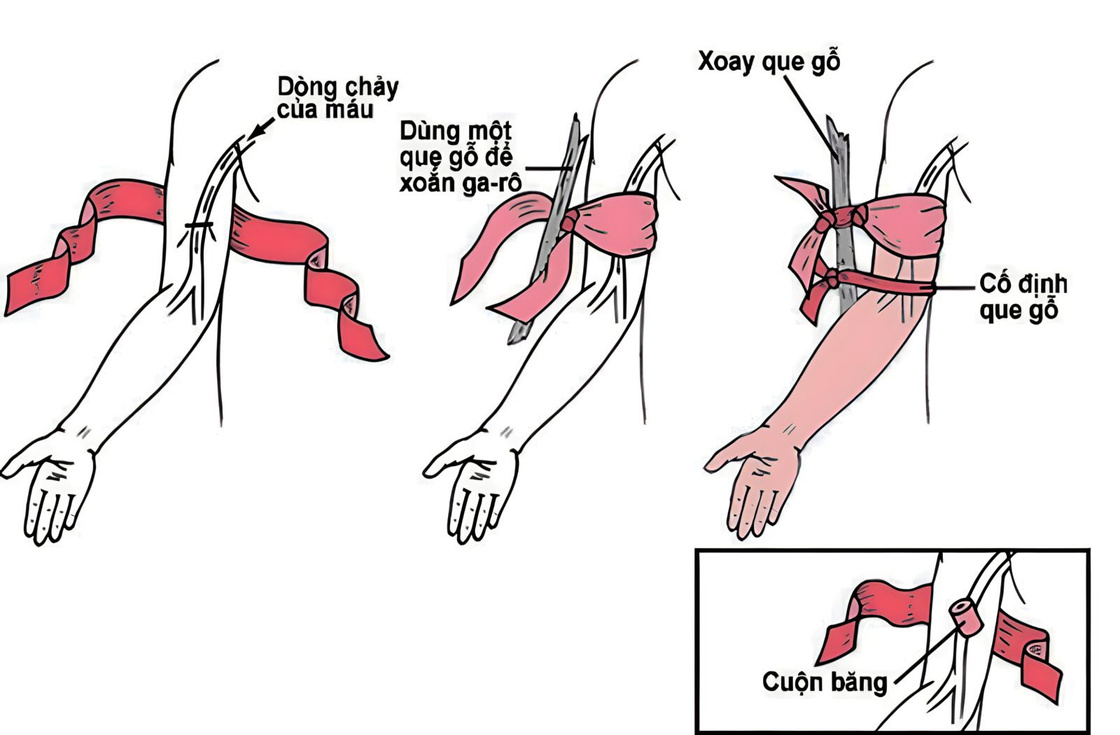 Dòng chảy
của máu
Dùng một
que gỗ để
xoắn ga-rô
Xoay que gỗ
Cố định
que gỗ
Cuộn băng